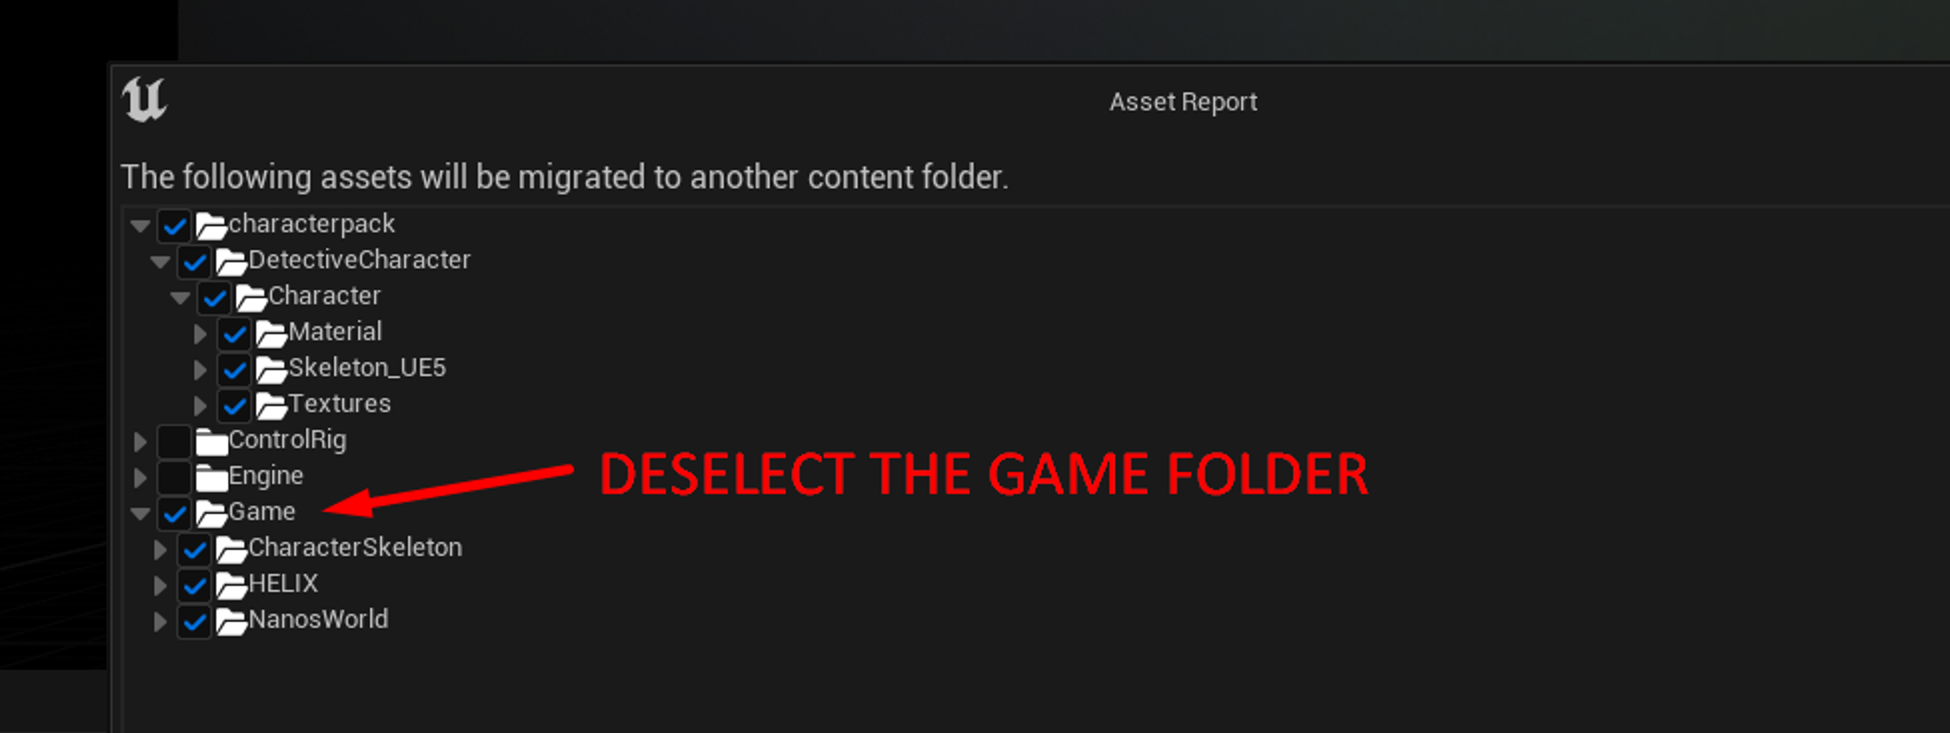 Asset Report
The following assets will be migrated to another content folder.
characterpack
DetectiveCharacter
Character
Material
Skeleton_UE5
Textures
ControlRig
Engine
DESELECT THE GAME FOLDER
Game
CharacterSkeleton
HELIX
NanosWorld